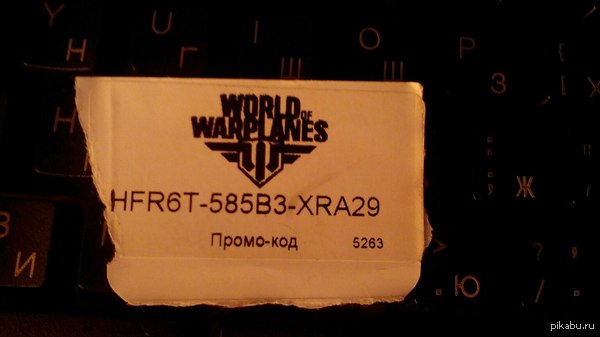 Y U I O P
Н Г Ш Щ З
WORLD
OF
WARPLANES
HFR6T-585B3-XRA29
Промо-код 5263
Ж
И
Ю
pikabu.ru